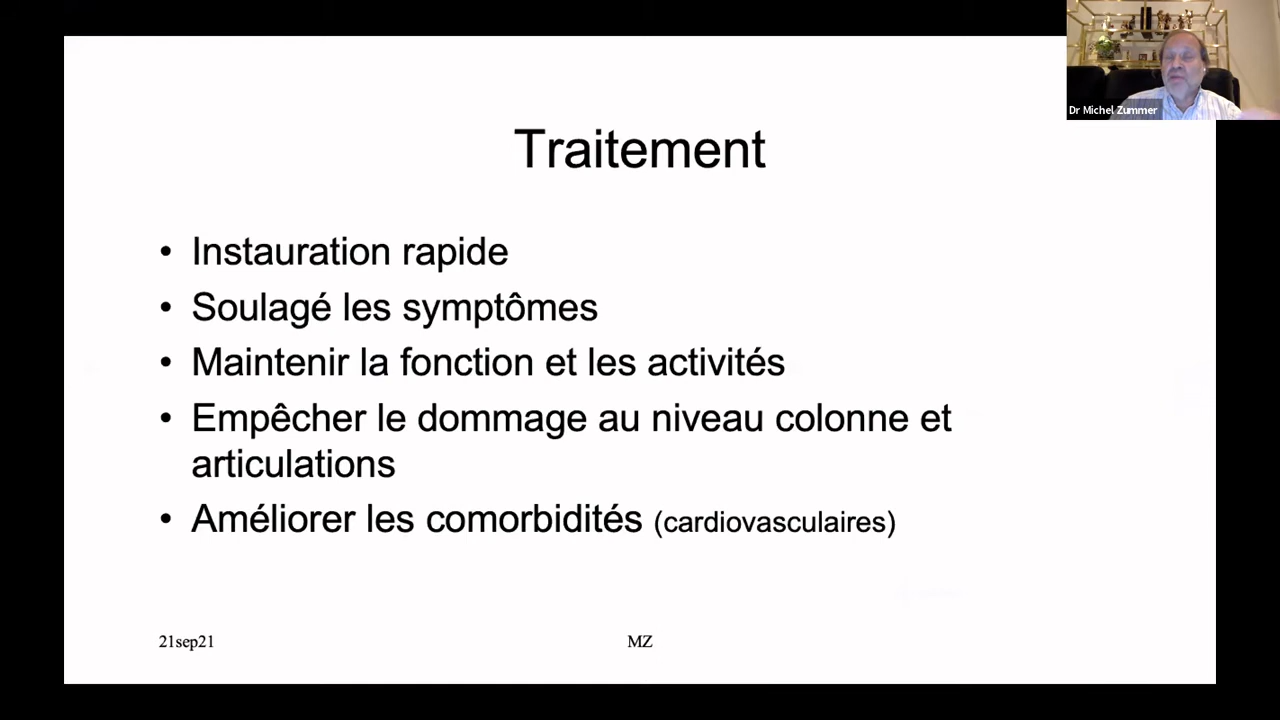 Dr Michel Zummer
Traitement
• Instauration rapide
• Soulagé les symptômes
• Maintenir la fonction et les activités
• Empêcher le dommage au niveau colonne et
articulations
• Améliorer les comorbidités (cardiovasculaires)
21sep21
MZ